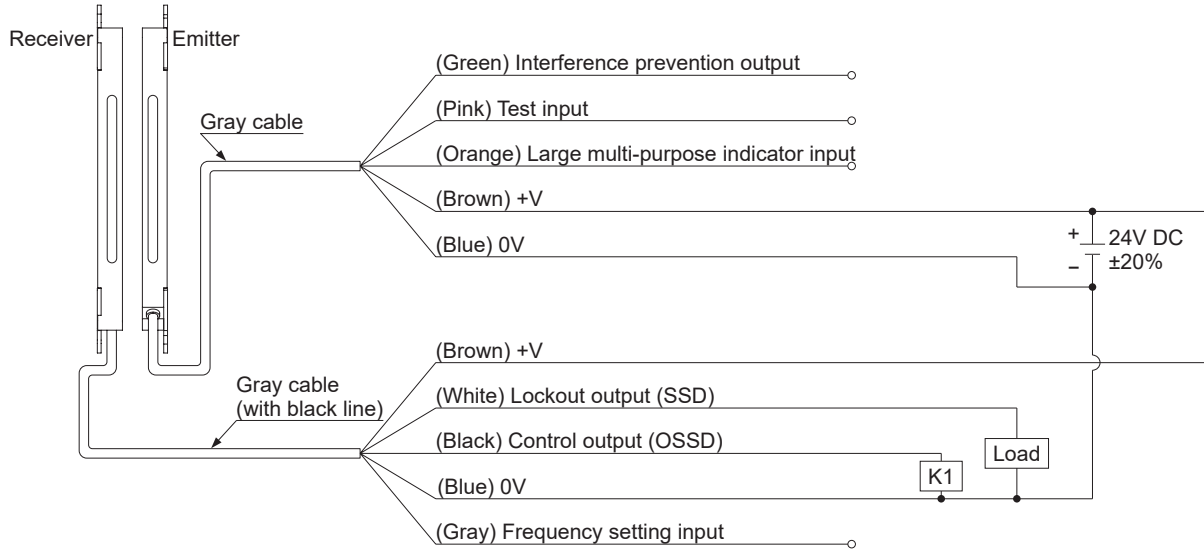 Receiver
Emitter
(Green) Interference prevention output
(Pink) Test input
Gray cable
(Orange) Large multi-purpose indicator input
(Brown) +V
(Blue) 0V
+
24V DC
−
±20%
(Brown) +V
Gray cable
(with black line)
(White) Lockout output (SSD)
(Black) Control output (OSSD)
Load
K1
(Blue) 0V
(Gray) Frequency setting input